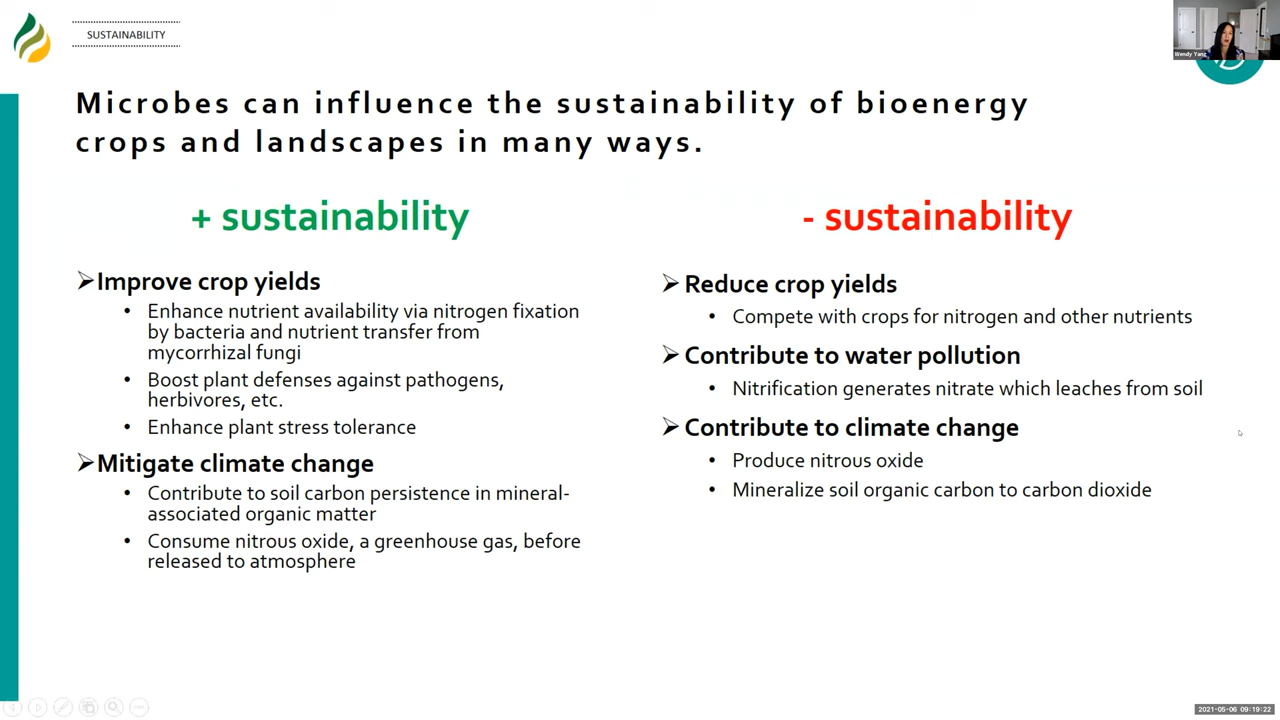 SUSTAINABILITY
Wendy Yang
Microbes can influence the sustainability of bioenergy
crops and landscapes in many ways.
+ sustainability
➢Improve crop yields
• Enhance nutrient availability via nitrogen fixation
by bacteria and nutrient transfer from
mycorrhizal fungi
• Boost plant defenses against pathogens,
herbivores, etc.
• Enhance plant stress tolerance
➢Mitigate climate change
• Contribute to soil carbon persistence in mineral-
associated organic matter
• Consume nitrous oxide, a greenhouse gas, before
released to atmosphere
- sustainability
➢Reduce crop yields
• Compete with crops for nitrogen and other nutrients
➢Contribute to water pollution
• Nitrification generates nitrate which leaches from soil
➢Contribute to climate change
• Produce nitrous oxide
• Mineralize soil organic carbon to carbon dioxide
2021-05-06 09:19:22